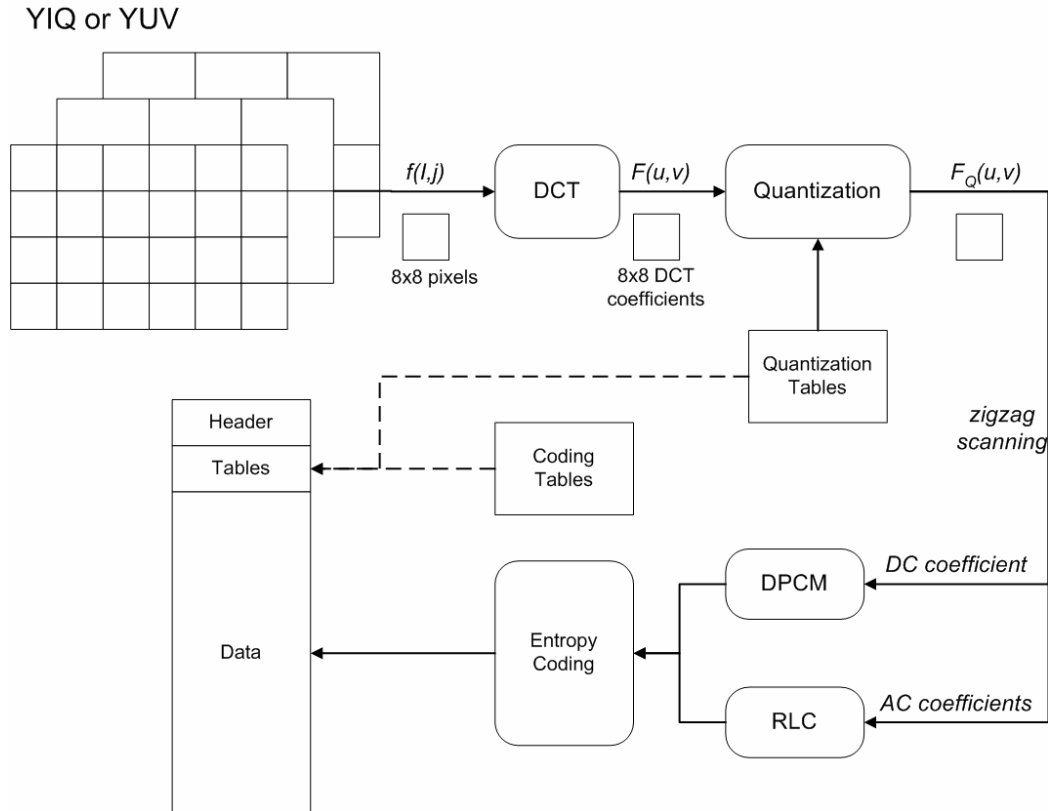 YIQ or YUV
f(I,j)
DCT
F(u,v)
Quantization
F_Q(u,v)
8x8 pixels
8x8 DCT
coefficients
Quantization
Tables
zigzag
scanning
Header
Tables
Coding
Tables
DC coefficient
DPCM
Entropy
Coding
Data
AC coefficients
RLC